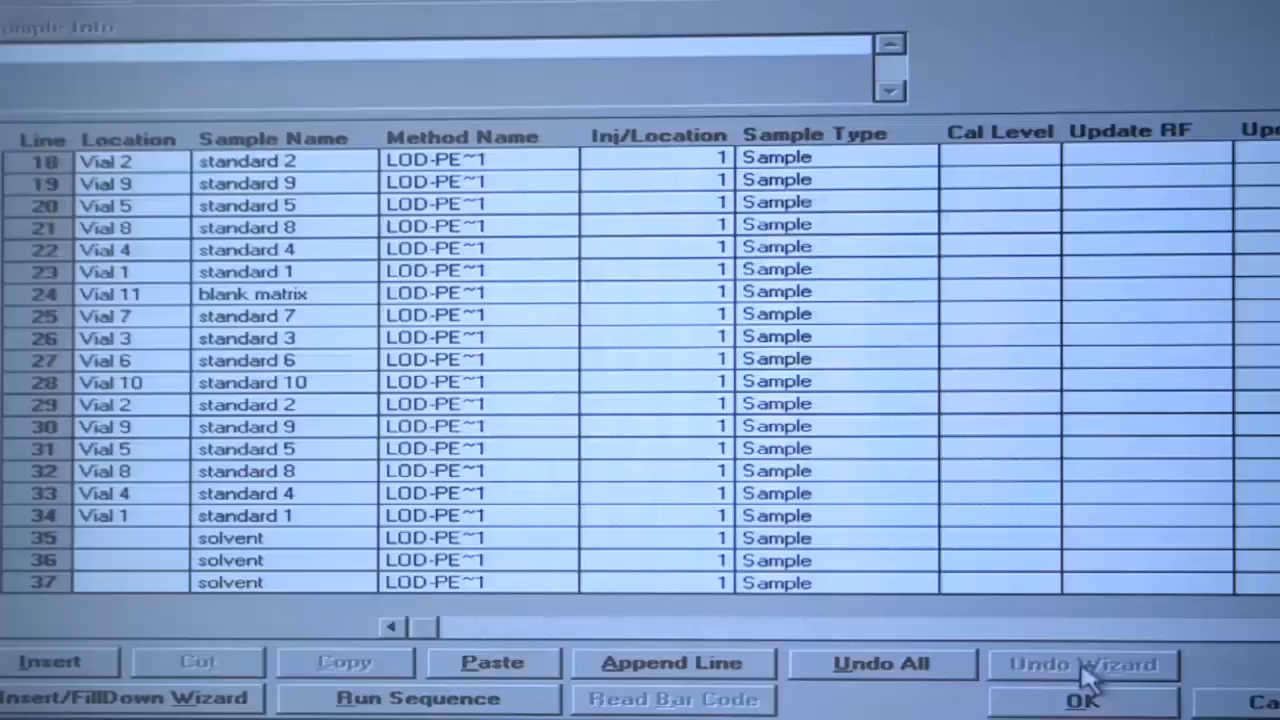 ample Info
Line Location Sample Name Method Name Inj/Location Sample Type Cal Level Update RF Upd
18 Vial 2 standard 2 LOD-PE~1 1 Sample
19 Vial 9 standard 9 LOD-PE~1 1 Sample
20 Vial 5 standard 5 LOD-PE~1 1 Sample
21 Vial 8 standard 8 LOD-PE~1 1 Sample
22 Vial 4 standard 4 LOD-PE~1 1 Sample
23 Vial 1 standard 1 LOD-PE~1 1 Sample
24 Vial 11 blank matrix LOD-PE~1 1 Sample
25 Vial 7 standard 7 LOD-PE~1 1 Sample
26 Vial 3 standard 3 LOD-PE~1 1 Sample
27 Vial 6 standard 6 LOD-PE~1 1 Sample
28 Vial 10 standard 10 LOD-PE~1 1 Sample
29 Vial 2 standard 2 LOD-PE~1 1 Sample
30 Vial 9 standard 9 LOD-PE~1 1 Sample
31 Vial 5 standard 5 LOD-PE~1 1 Sample
32 Vial 8 standard 8 LOD-PE~1 1 Sample
33 Vial 4 standard 4 LOD-PE~1 1 Sample
34 Vial 1 standard 1 LOD-PE~1 1 Sample
35 solvent LOD-PE~1 1 Sample
36 solvent LOD-PE~1 1 Sample
37 solvent LOD-PE~1 1 Sample
Insert Cut Copy Paste Append Line Undo All Undo Wizard
Insert/FillDown Wizard Run Sequence Read Bar Code OK Ca